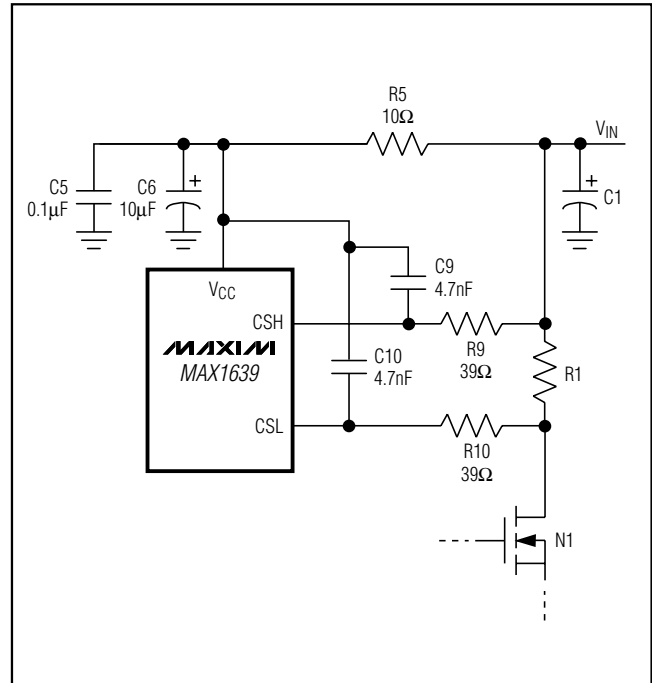 R5
10Ω
VIN
C5
0.1μF
C6
10μF
+
+
C1
C9
4.7nF
VCC
CSH
MAXIM
MAX1639
C10
4.7nF
R9
39Ω
R1
CSL
R10
39Ω
N1